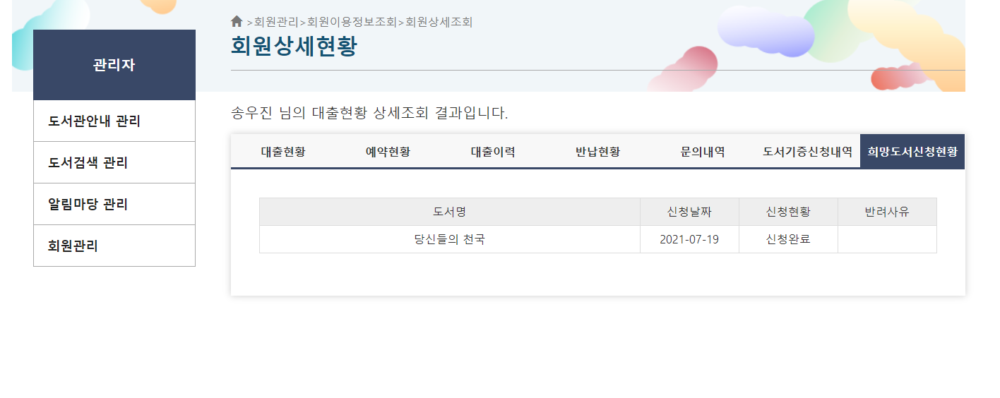 >회원관리>회원이용정보조회>회원상세조회
회원상세현황
관리자
도서관안내 관리
도서검색 관리
알림마당 관리
회원관리
송우진 님의 대출현황 상세조회 결과입니다.
대출현황 예약현황 대출이력 반납현황 문의내역 도서기증신청내역 희망도서신청현황
도서명 신청날짜 신청현황 반려사유
당신들의 천국 2021-07-19 신청완료